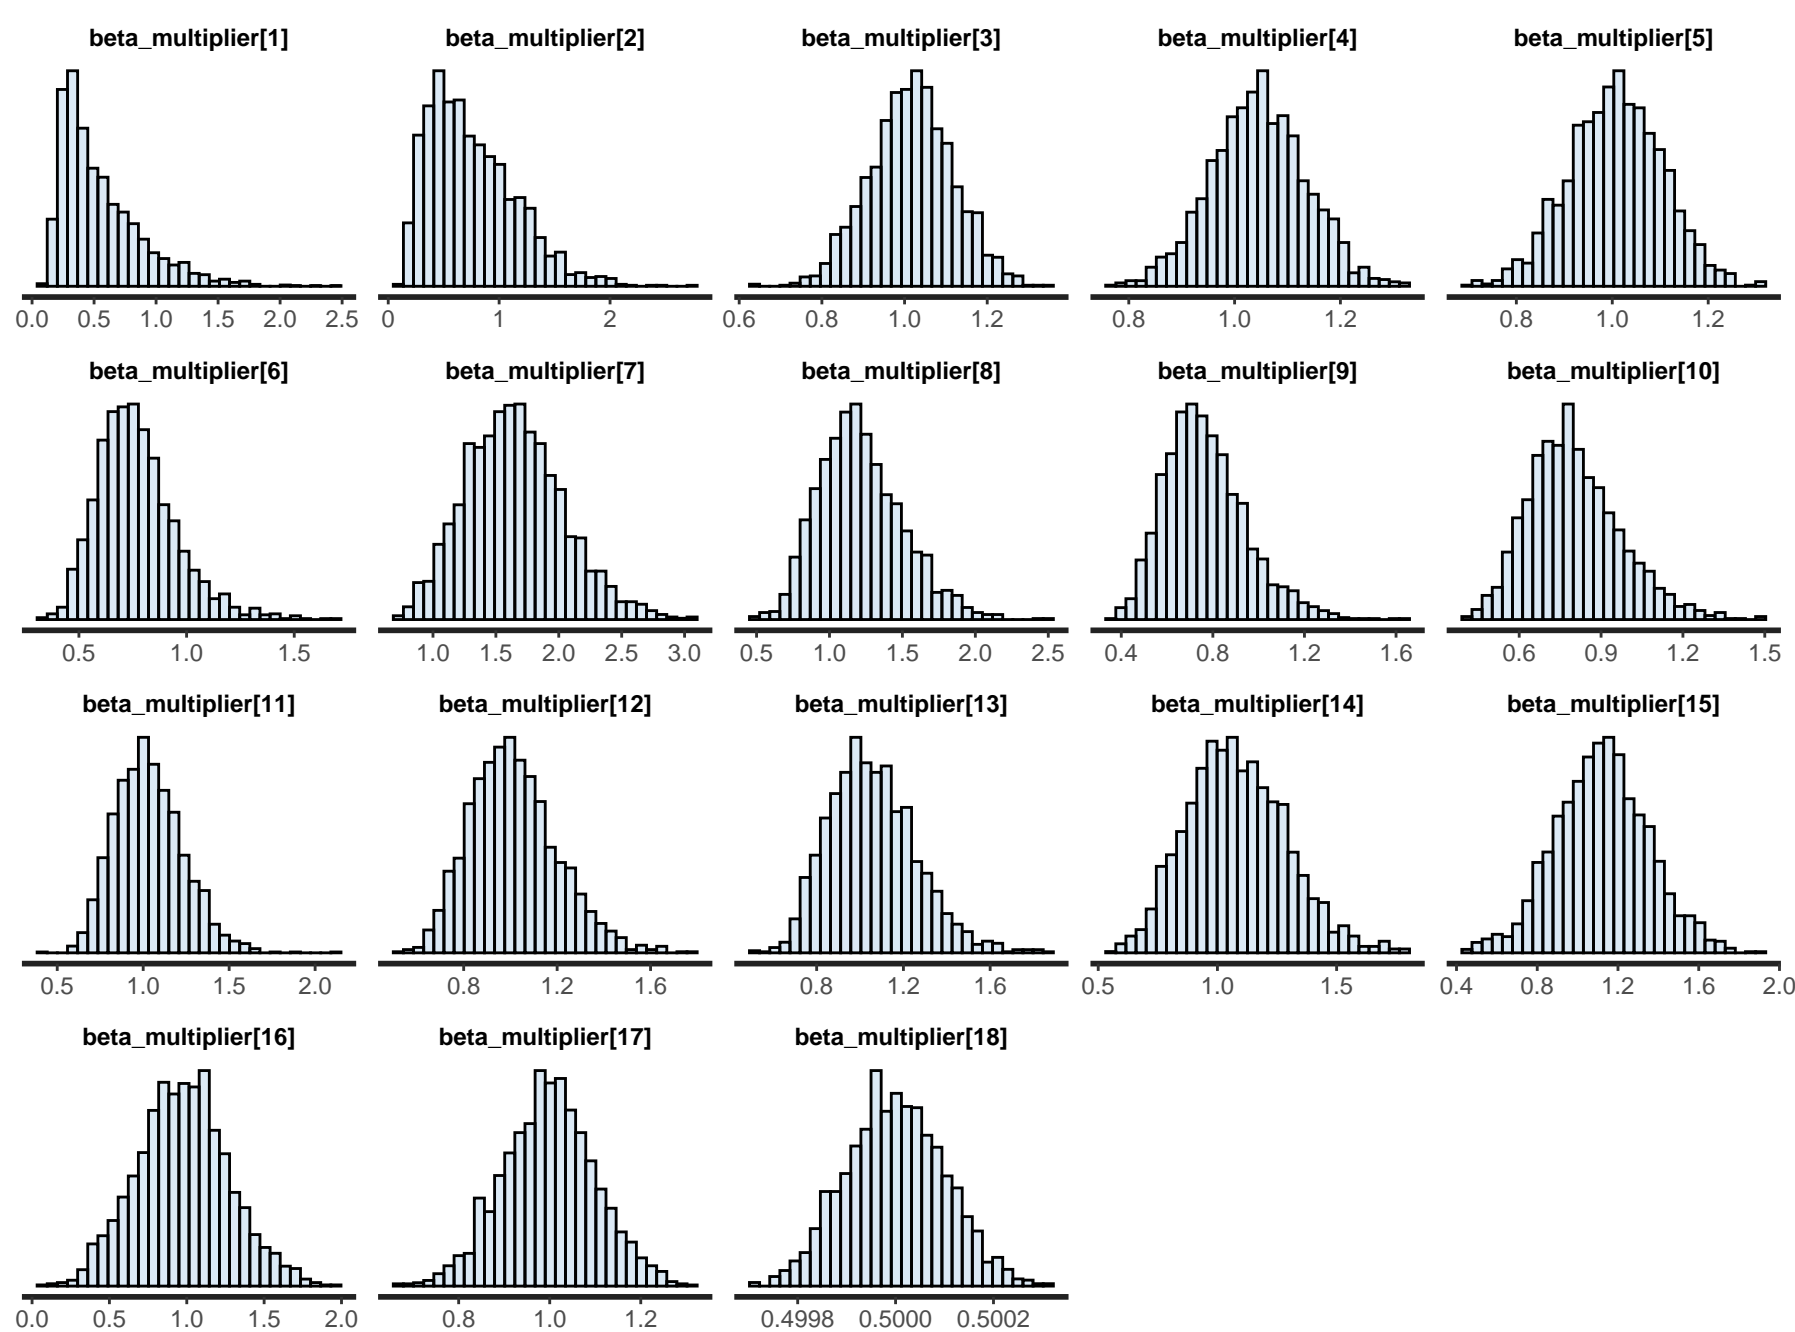 beta_multiplier[1] beta_multiplier[2] beta_multiplier[3] beta_multiplier[4] beta_multiplier[5]
0.0 0.5 1.0 1.5 2.0 2.5 0 1 2 0.6 0.8 1.0 1.2 0.8 1.0 1.2 0.8 1.0 1.2
beta_multiplier[6] beta_multiplier[7] beta_multiplier[8] beta_multiplier[9] beta_multiplier[10]
0.5 1.0 1.5 1.0 1.5 2.0 2.5 3.0 0.5 1.0 1.5 2.0 2.5 0.4 0.8 1.2 1.6 0.6 0.9 1.2 1.5
beta_multiplier[11] beta_multiplier[12] beta_multiplier[13] beta_multiplier[14] beta_multiplier[15]
0.5 1.0 1.5 2.0 0.8 1.2 1.6 0.8 1.2 1.6 0.5 1.0 1.5 0.4 0.8 1.2 1.6 2.0
beta_multiplier[16] beta_multiplier[17] beta_multiplier[18]
0.0 0.5 1.0 1.5 2.0 0.8 1.0 1.2 0.4998 0.5000 0.5002